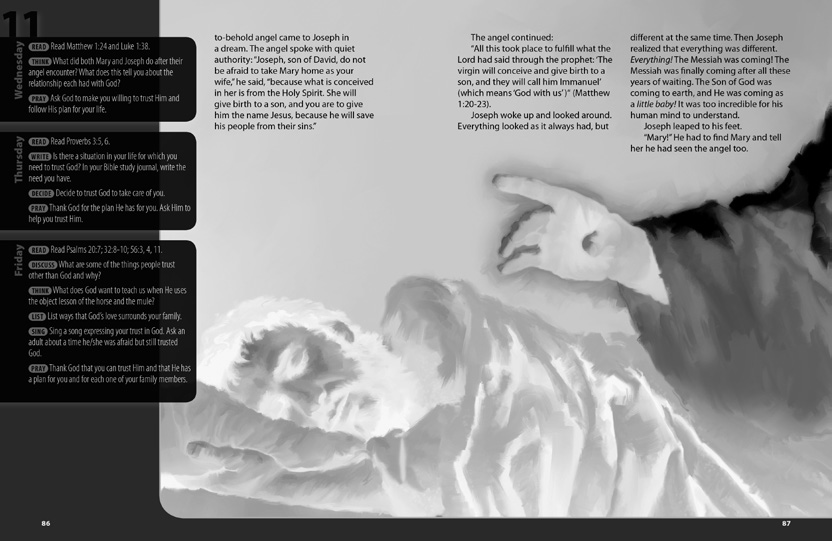 11
Wednesday
READ Read Matthew 1:24 and Luke 1:38.
THINK What did both Mary and Joseph do after their
angel encounter? What does this tell you about the
relationship each had with God?
PRAY Ask God to make you willing to trust Him and
follow His plan for your life.
Thursday
READ Read Proverbs 3:5, 6.
WRITE Is there a situation in your life for which you
need to trust God? In your Bible study journal, write the
need you have.
DECIDE Decide to trust God to take care of you.
PRAY Thank God for the plan He has for you. Ask Him to
help you trust Him.
Friday
READ Read Psalms 20:7; 32:8–10; 56:3, 4, 11.
DISCUSS What are some of the things people trust
other than God and why?
THINK What does God want to teach us when He uses
the object lesson of the horse and the mule?
LIST List ways that God's love surrounds your family.
SING Sing a song expressing your trust in God. Ask an
adult about a time he/she was afraid but still trusted
God.
PRAY Thank God that you can trust Him and that He has
a plan for you and for each one of your family members.
86
to-behold angel came to Joseph in
a dream. The angel spoke with quiet
authority: "Joseph, son of David, do not
be afraid to take Mary home as your
wife," he said, "because what is conceived
in her is from the Holy Spirit. She will
give birth to a son, and you are to give
him the name Jesus, because he will save
his people from their sins."
The angel continued:
"All this took place to fulfill what the
Lord had said through the prophet: 'The
virgin will conceive and give birth to a
son, and they will call him Immanuel'
(which means 'God with us')" (Matthew
1:20-23).
Joseph woke up and looked around.
Everything looked as it always had, but
different at the same time. Then Joseph
realized that everything was different.
Everything! The Messiah was coming! The
Messiah was finally coming after all these
years of waiting. The Son of God was
coming to earth, and He was coming as
a little baby! It was too incredible for his
human mind to understand.
Joseph leaped to his feet.
"Mary!" He had to find Mary and tell
her he had seen the angel too.
87